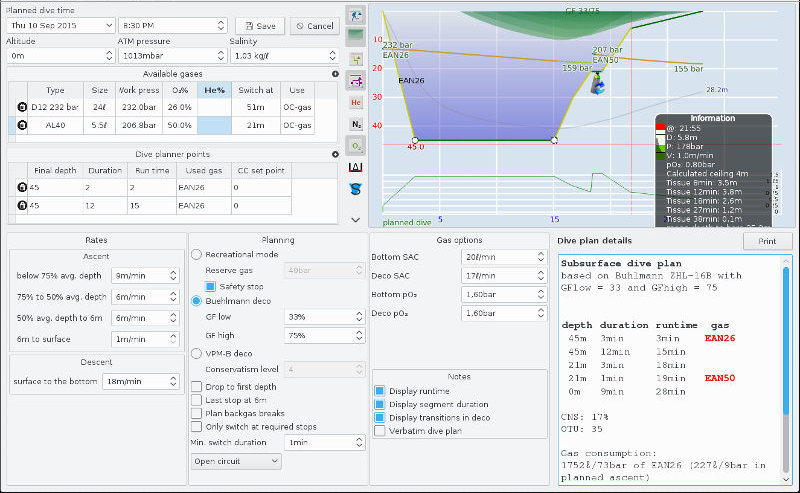 Planned dive time
Thu 10 Sep 2015
8:30 PM
Save
Cancel
Altitude
ATM pressure
Salinity
0m
1013mbar
1.03 kg/ℓ
Available gases
Type
Size
Work press
O₂%
He%
Switch at
Use
D12 232 bar
24ℓ
232.0bar
26.0%
51m
OC-gas
AL40
5.5ℓ
206.8bar
50.0%
21m
OC-gas
Dive planner points
Final depth
Duration
Run time
Used gas
CC set point
45
2
2
EAN26
0
45
12
15
EAN26
0
He
N₂
O₂
GF 33/75
10
20
30
40
232 bar
EAN26
EAN26
207 bar
EAN50
159 bar
155 bar
28.2m
45.0
5
15
planned dive
Information
@: 21:55
D: 5.8m
P: 178bar
V: 1.0m/min
pO₂: 0.80bar
Calculated ceiling 4m
Tissue 8min: 3.5m
Tissue 12min: 3.8m
Tissue 18min: 2.6m
Tissue 27min: 1.2m
Tissue 38min: 0.1m
Rates
Ascent
below 75% avg. depth
9m/min
75% to 50% avg. depth
6m/min
50% avg. depth to 6m
6m/min
6m to surface
1m/min
Descent
surface to the bottom
18m/min
Planning
Recreational mode
Reserve gas
40bar
Safety stop
Buehlmann deco
GF low
33%
GF high
75%
VPM-B deco
Conservatism level
4
Drop to first depth
Last stop at 6m
Plan backgas breaks
Only switch at required stops
Min. switch duration
1min
Open circuit
Gas options
Bottom SAC
20ℓ/min
Deco SAC
17ℓ/min
Bottom pO₂
1,60bar
Deco pO₂
1,60bar
Notes
Display runtime
Display segment duration
Display transitions in deco
Verbatim dive plan
Dive plan details
Print
Subsurface dive plan
based on Buhlmann ZHL-16B with
GFlow = 33 and GFhigh = 75
depth duration runtime gas
45m 3min 3min EAN26
45m 12min 15min
21m 3min 18min
21m 1min 19min EAN50
0m 9min 28min
CNS: 17%
OTU: 35
Gas consumption:
1752ℓ/73bar of EAN26 (227ℓ/9bar in
planned ascent)